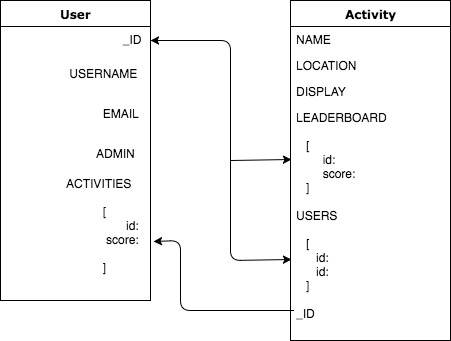 User
_ID
USERNAME
EMAIL
ADMIN
ACTIVITIES
[
id:
score:
]
Activity
NAME
LOCATION
DISPLAY
LEADERBOARD
[
id:
score:
]
USERS
[
id:
id:
]
_ID